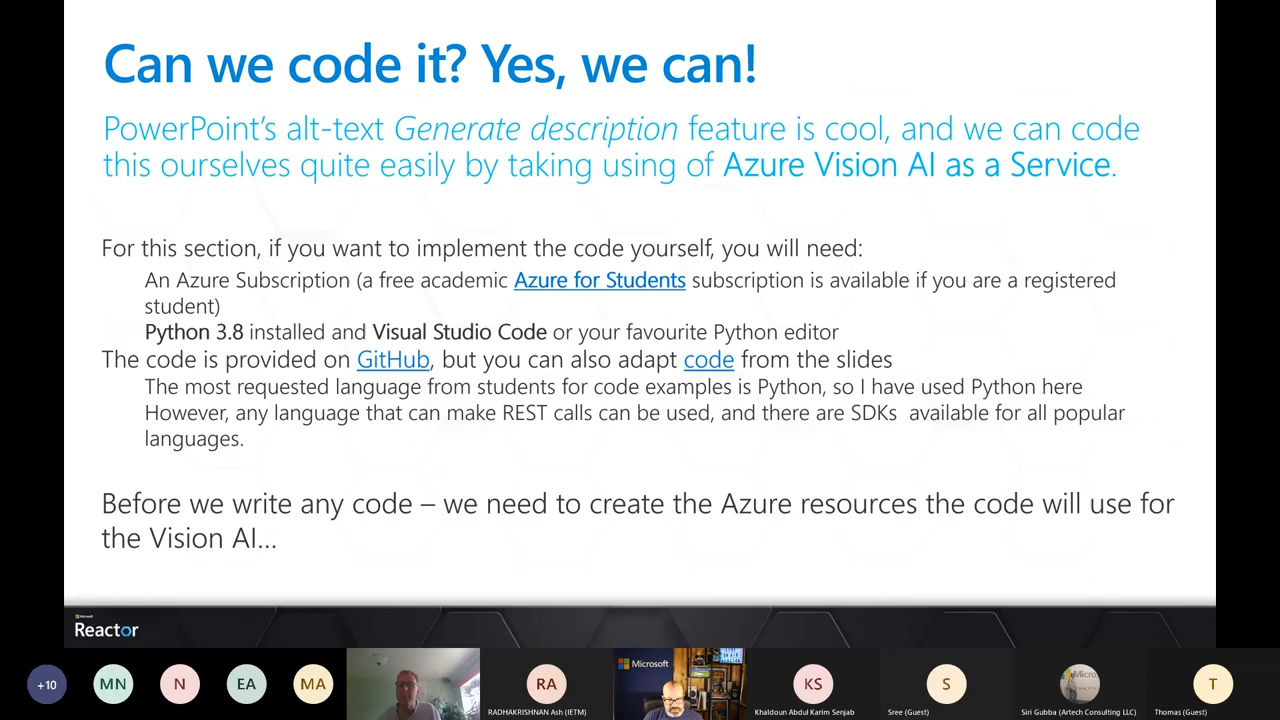 Can we code it? Yes, we can!
PowerPoint's alt-text Generate description feature is cool, and we can code
this ourselves quite easily by taking using of Azure Vision AI as a Service.
For this section, if you want to implement the code yourself, you will need:
An Azure Subscription (a free academic Azure for Students subscription is available if you are a registered
student)
Python 3.8 installed and Visual Studio Code or your favourite Python editor
The code is provided on GitHub, but you can also adapt code from the slides
The most requested language from students for code examples is Python, so I have used Python here
However, any language that can make REST calls can be used, and there are SDKs available for all popular
languages.
Before we write any code – we need to create the Azure resources the code will use for
the Vision AI...
Microsoft
Reactor
+10
MN
N
EA
MA
RA
RADHAKRISHNAN Ash (IETM)
Microsoft
KS
Khaldoun Abdul Karim Senjab
S
Sree (Guest)
Siri Gubba (Artech Consulting LLC)
T
Thomas (Guest)